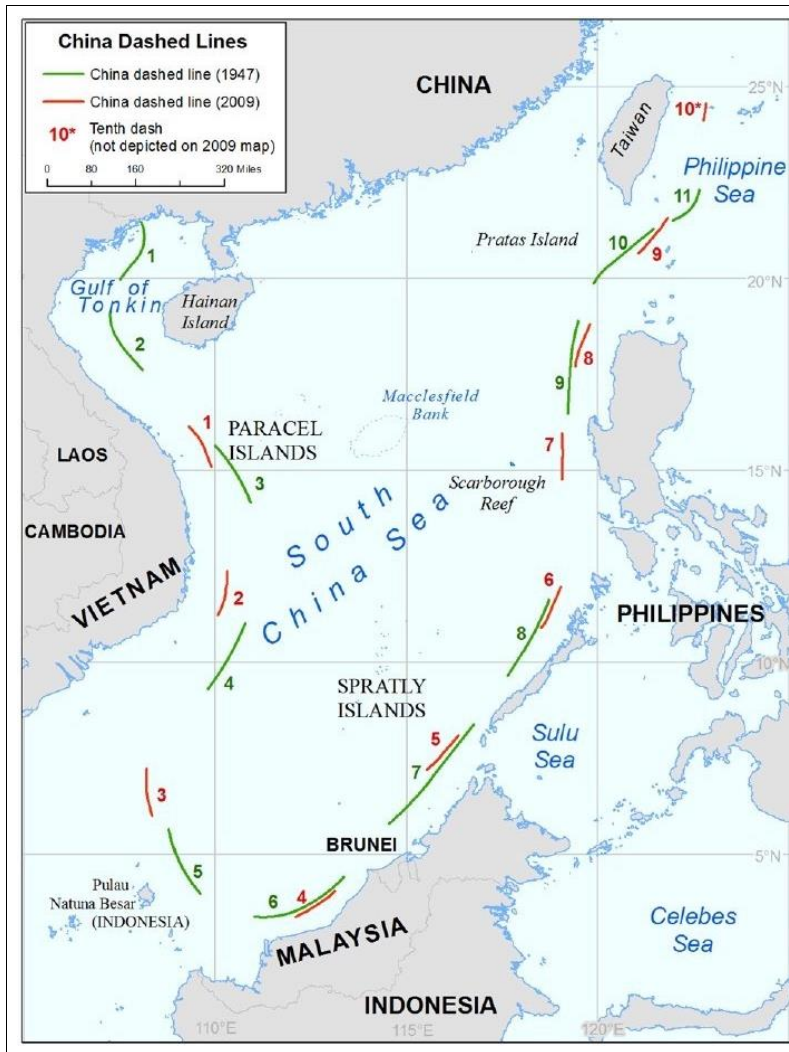 China Dashed Lines
China dashed line (1947)
China dashed line (2009)
10* Tenth dash
(not depicted on 2009 map)
0 80 160 320 Miles
CHINA
25°N
Taiwan
10*
Philippine
Sea
11
Pratas Island
10
9
1
20°N
Gulf of
Tonkin
Hainan
Island
2
8
9
Macclesfield
Bank
1
PARACEL
ISLANDS
7
LAOS
3
15°N
Scarborough
Reef
CAMBODIA
South
China Sea
VIETNAM
2
6
PHILIPPINES
8
4
10°N
SPRATLY
ISLANDS
5
Sulu
Sea
7
3
BRUNEI
5°N
5
Pulau
Natuna Besar
(INDONESIA)
6
4
MALAYSIA
Celebes
Sea
INDONESIA
110°E
115°E
120°E